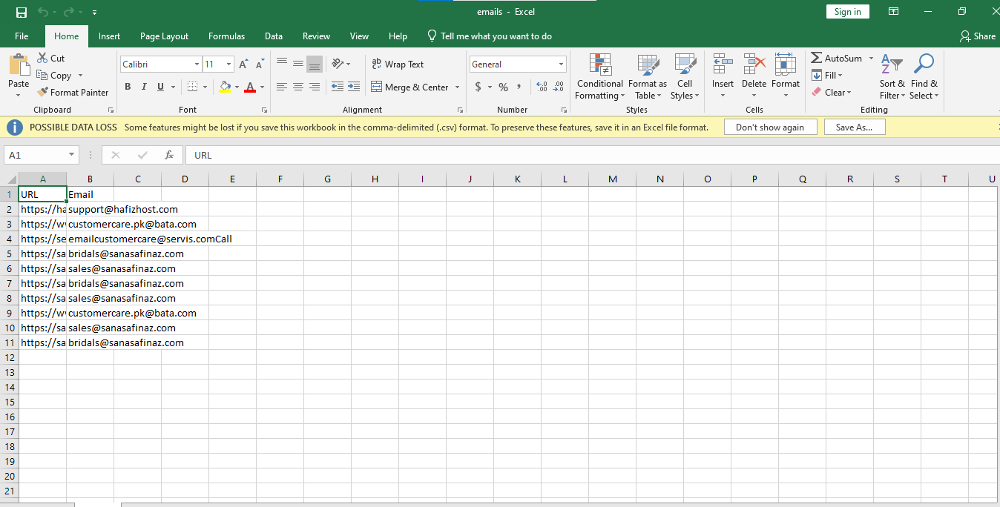 emails - Excel
Sign in
File Home Insert Page Layout Formulas Data Review View Help Tell me what you want to do Share
Paste
Cut
Copy
Format Painter
Clipboard
Calibri 11
B I U
Font
Wrap Text
Merge & Center
Alignment
General
$ % ,
Number
Conditional Formatting
Format as Table
Cell Styles
Styles
Insert Delete Format
Cells
AutoSum
Fill
Clear
Sort & Filter
Find & Select
Editing
POSSIBLE DATA LOSS Some features might be lost if you save this workbook in the comma-delimited (.csv) format. To preserve these features, save it in an Excel file format. Don't show again Save As...
A1 fx URL
A B C D E F G H I J K L M N O P Q R S T U
1 URL Email
2 https://ha support@hafizhost.com
3 https://w customercare.pk@bata.com
4 https://se emailcustomercare@servis.comCall
5 https://sa bridals@sanasafinaz.com
6 https://sa sales@sanasafinaz.com
7 https://sa bridals@sanasafinaz.com
8 https://sa sales@sanasafinaz.com
9 https://w customercare.pk@bata.com
10 https://sa sales@sanasafinaz.com
11 https://sa bridals@sanasafinaz.com
12
13
14
15
16
17
18
19
20
21